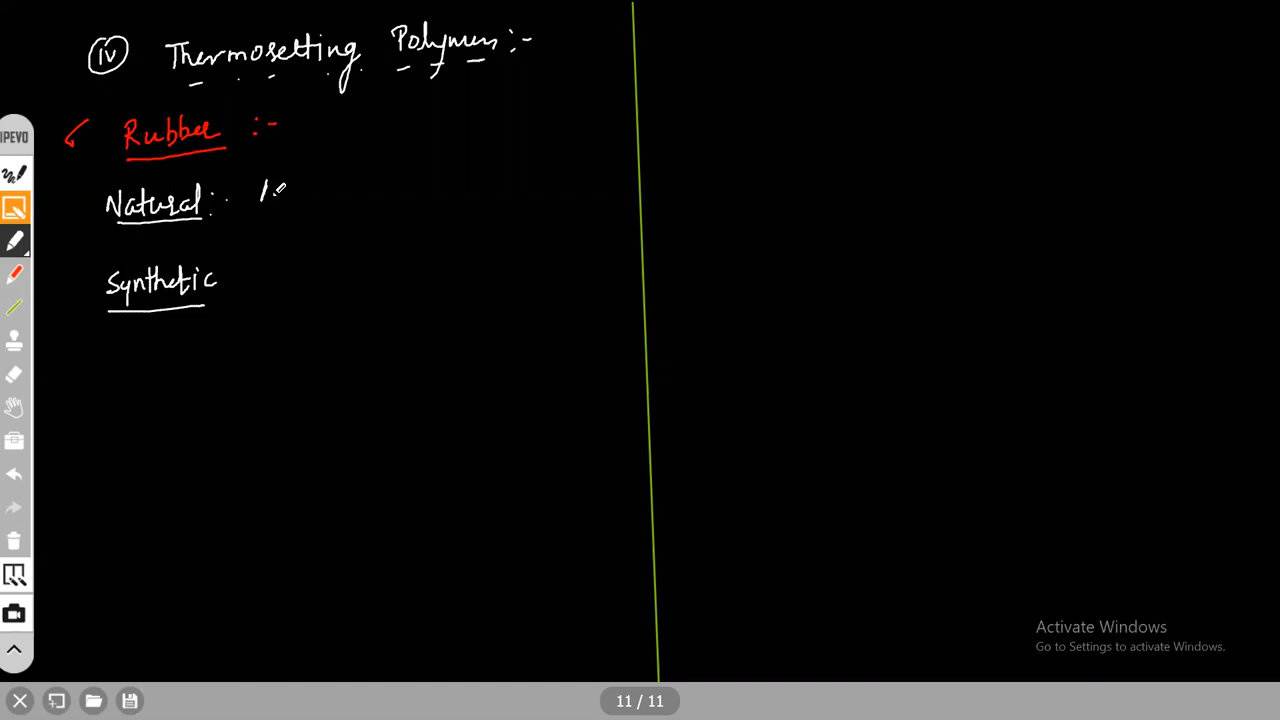 iv Thermosetting Polymers :-
Rubber :-
Natural :-
Synthetic
IPEVO
Activate Windows
Go to Settings to activate Windows.
11 / 11